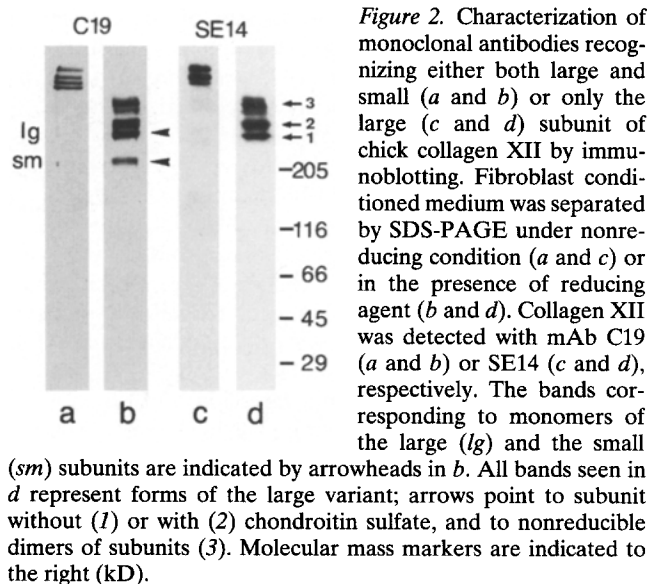 C19 SE14
lg
sm
3
2
1
-205
-116
- 66
- 45
- 29
a b c d
Figure 2. Characterization of
monoclonal antibodies recog-
nizing either both large and
small (a and b) or only the
large (c and d) subunit of
chick collagen XII by immu-
noblotting. Fibroblast condi-
tioned medium was separated
by SDS-PAGE under nonre-
ducing condition (a and c) or
in the presence of reducing
agent (b and d). Collagen XII
was detected with mAb C19
(a and b) or SE14 (c and d),
respectively. The bands cor-
responding to monomers of
the large (lg) and the small
(sm) subunits are indicated by arrowheads in b. All bands seen in
d represent forms of the large variant; arrows point to subunit
without (1) or with (2) chondroitin sulfate, and to nonreducible
dimers of subunits (3). Molecular mass markers are indicated to
the right (kD).